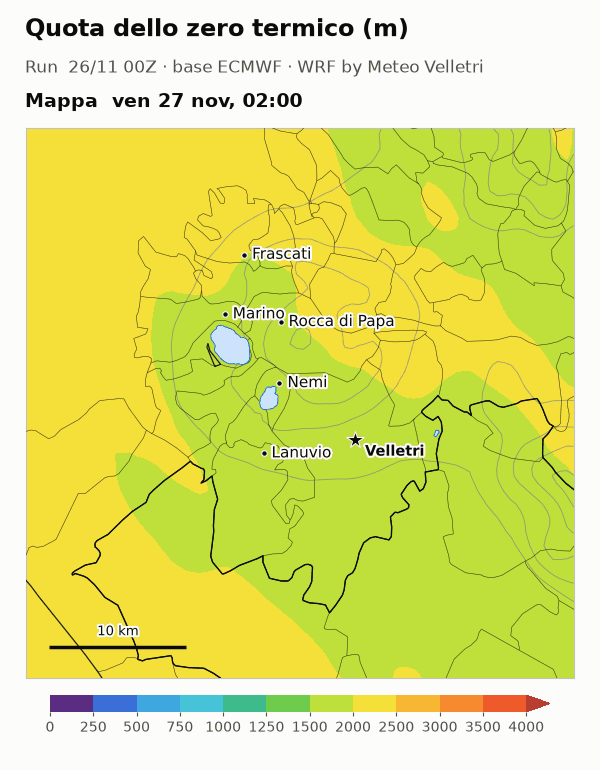 Quota dello zero termico (m)
Run  26/11 00Z · base ECMWF · WRF by Meteo Velletri
Mappa  ven 27 nov, 02:00
Frascati
Marino
Rocca di Papa
Nemi
Velletri
Lanuvio
10 km
0 250 500 750 1000 1250 1500 2000 2500 3000 3500 4000